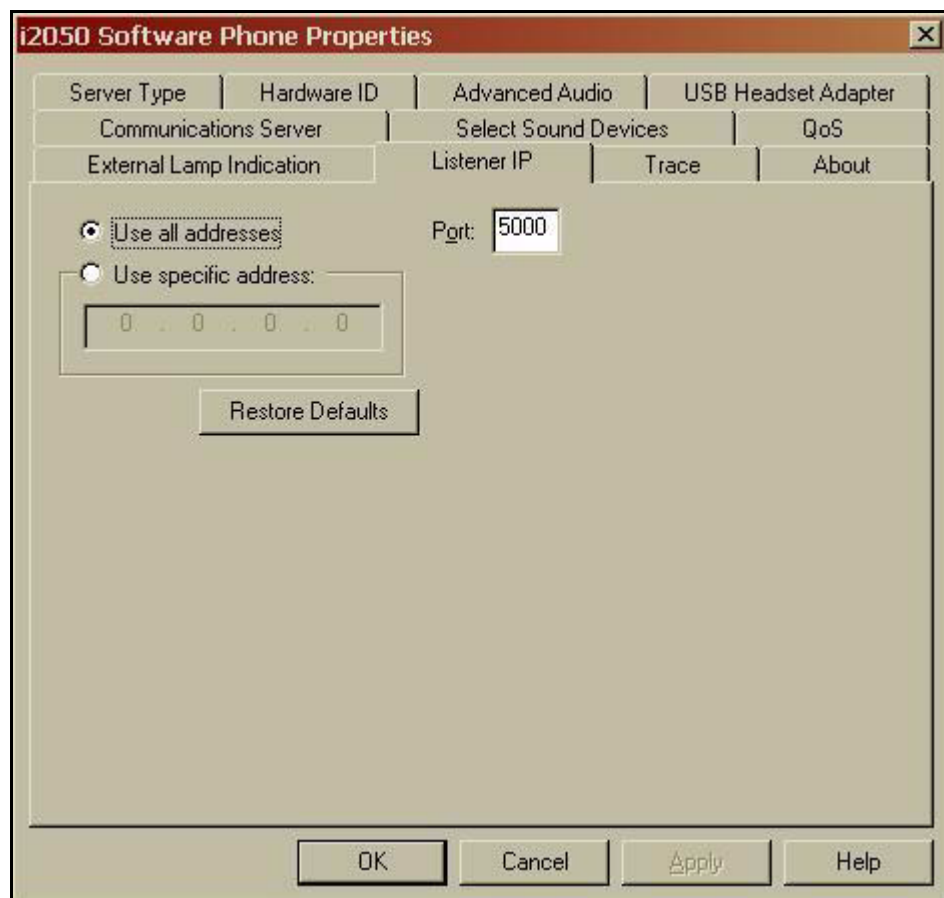 i2050 Software Phone Properties
Server Type Hardware ID Advanced Audio USB Headset Adapter
Communications Server Select Sound Devices QoS
External Lamp Indication Listener IP Trace About
Use all addresses Port: 5000
Use specific address:
0 . 0 . 0 . 0
Restore Defaults
OK Cancel Apply Help